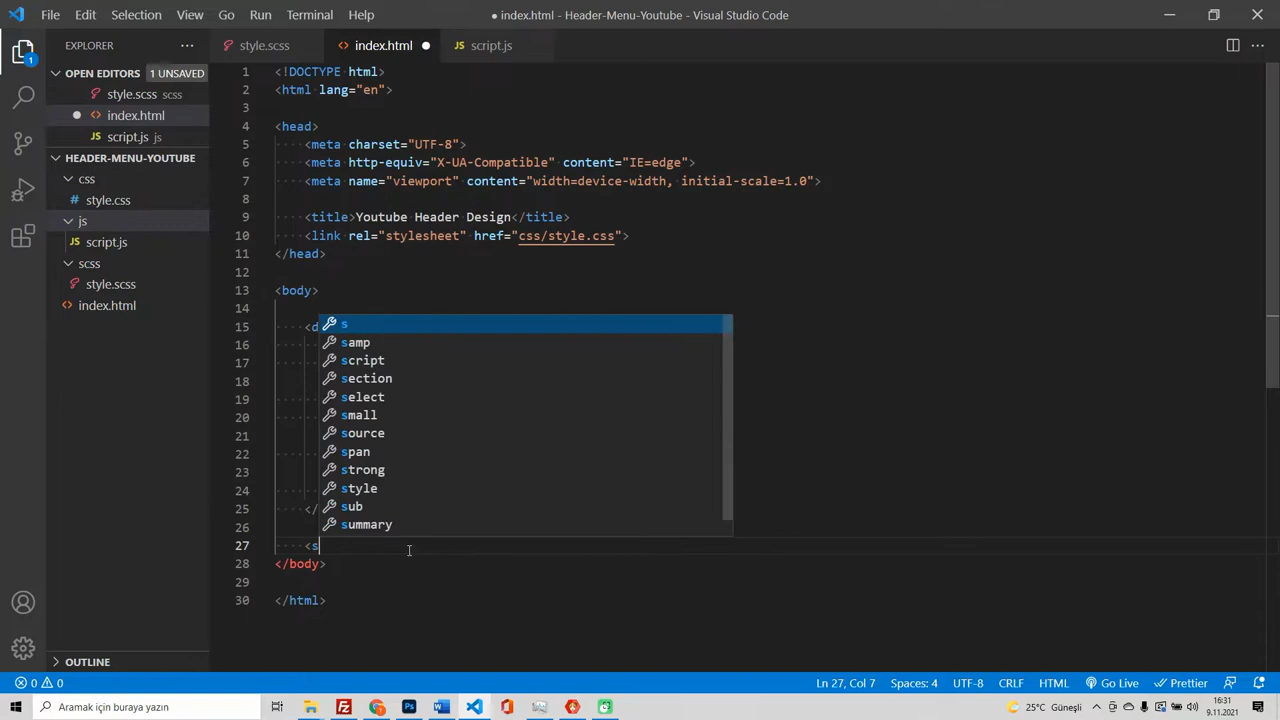 File Edit Selection View Go Run Terminal Help
● index.html - Header-Menu-Youtube - Visual Studio Code
EXPLORER
OPEN EDITORS 1 UNSAVED
style.scss scss
index.html
script.js js
HEADER-MENU-YOUTUBE
css
style.css
js
script.js
scss
style.scss
index.html
OUTLINE
style.scss index.html script.js
1 <!DOCTYPE html>
2 <html lang="en">
3
4 <head>
5 <meta charset="UTF-8">
6 <meta http-equiv="X-UA-Compatible" content="IE=edge">
7 <meta name="viewport" content="width=device-width, initial-scale=1.0">
8
9 <title>Youtube Header Design</title>
10 <link rel="stylesheet" href="css/style.css">
11 </head>
12
13 <body>
14
15 <d
16
17
18
19
20
21
22
23
24
25 </
26
27 <s
28 </body>
29
30 </html>
s
samp
script
section
select
small
source
span
strong
style
sub
summary
0 0
Ln 27, Col 7 Spaces: 4 UTF-8 CRLF HTML Go Live Prettier
Aramak için buraya yazın
25°C Güneşli
16:31
9.11.2021